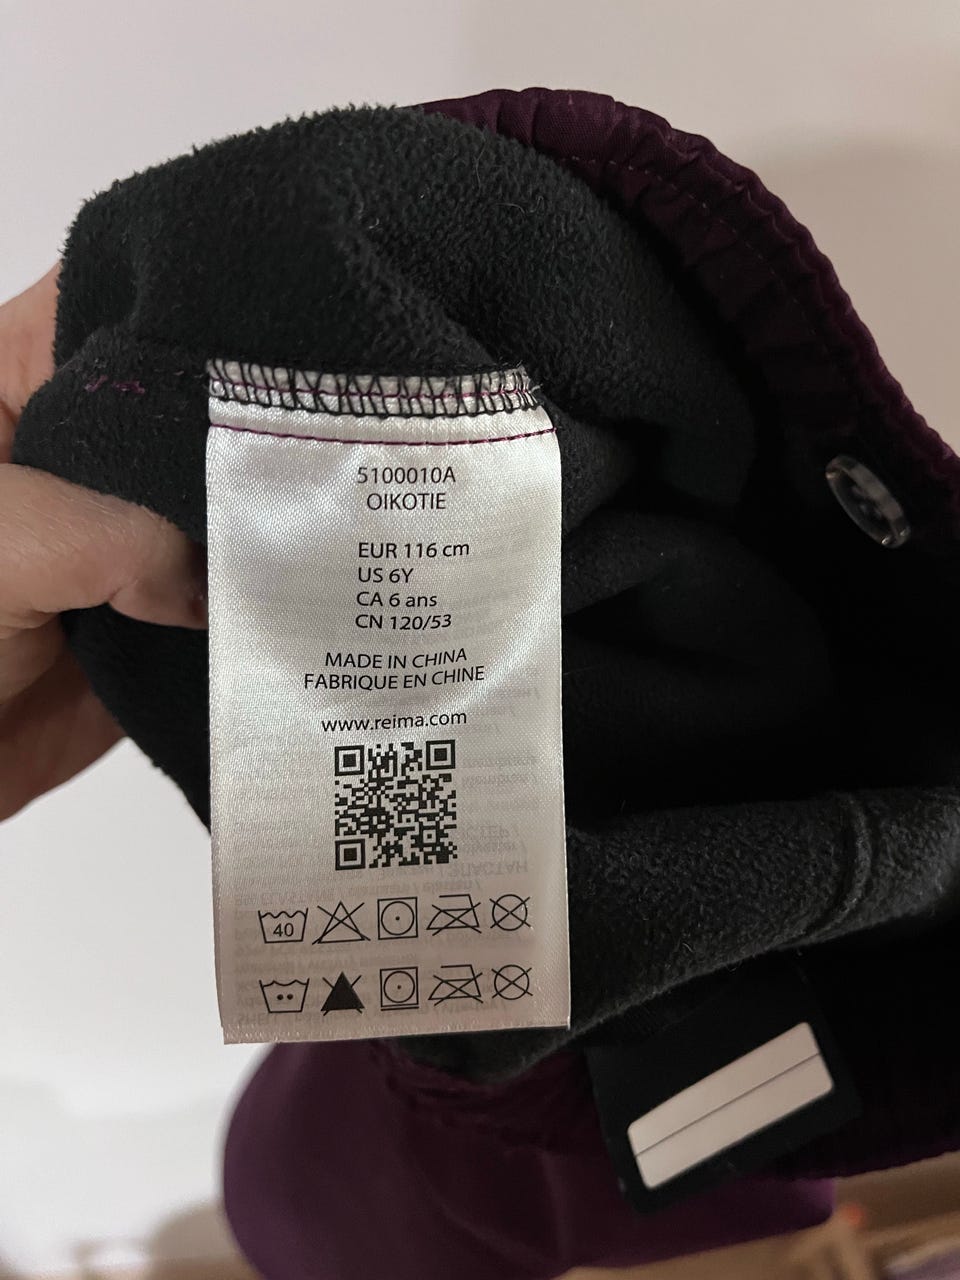 5100010A
OIKOTIE
EUR 116 cm
US 6Y
CA 6 ans
CN 120/53
MADE IN CHINA
FABRIQUE EN CHINE
www.reima.com
40